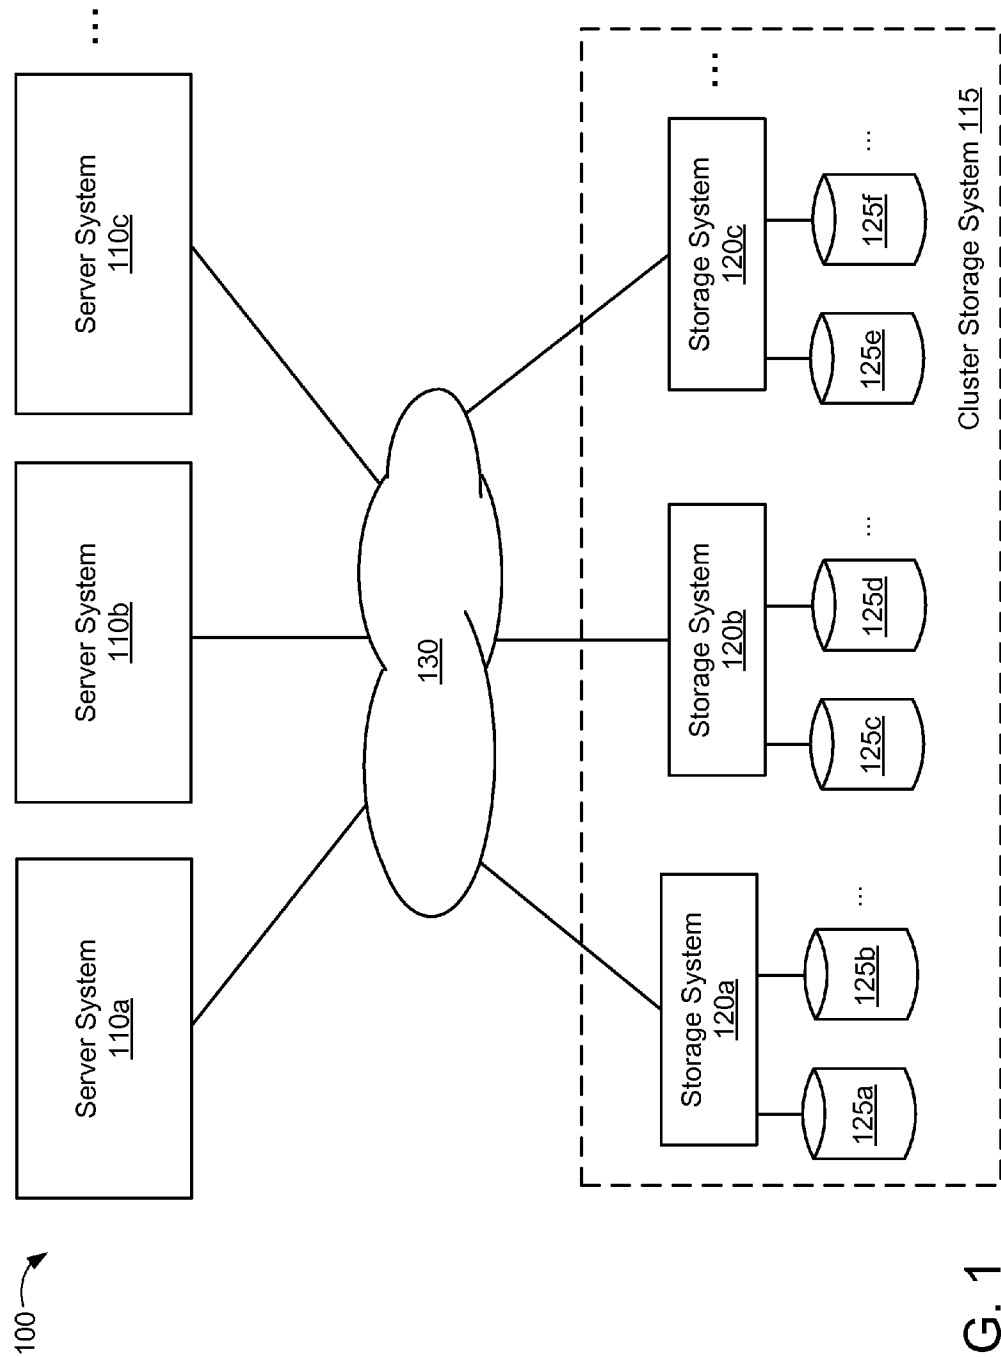 100
Server System
110a
Server System
110b
Server System
110c
...
130
Storage System
120a
Storage System
120b
Storage System
120c
...
125a
125b
...
125c
125d
...
125e
125f
...
Cluster Storage System 115
G. 1